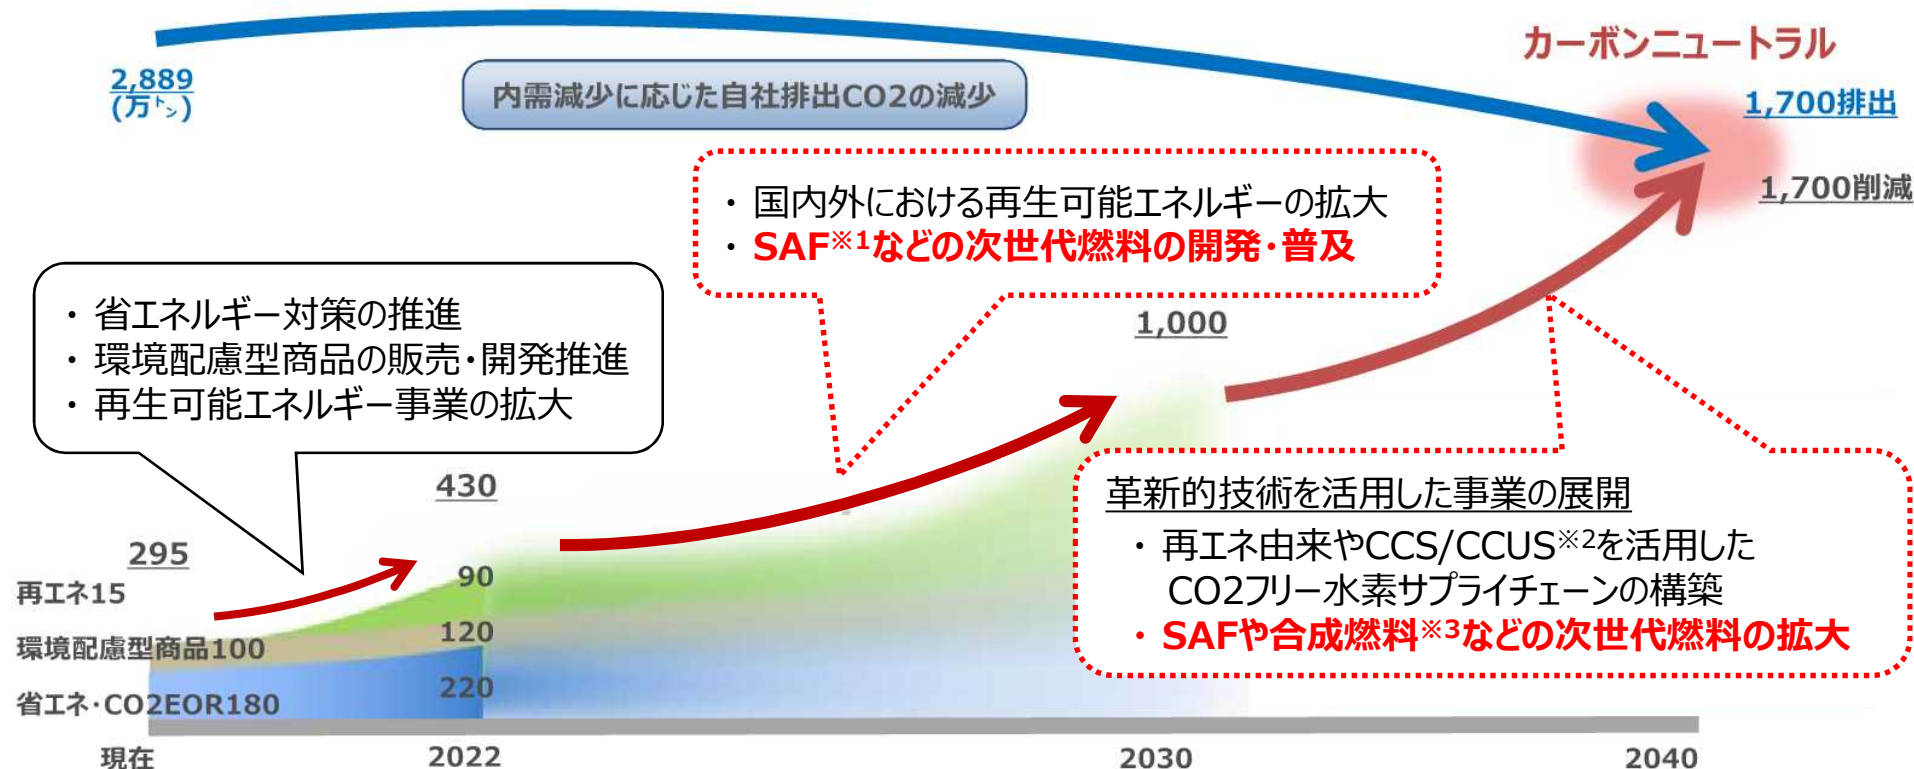 カーボンニュートラル
2,889
(万㌧)
内需減少に応じた自社排出CO2の減少
1,700排出
1,700削減
・国内外における再生可能エネルギーの拡大
・SAF※1などの次世代燃料の開発・普及
・省エネルギー対策の推進
・環境配慮型商品の販売・開発推進
・再生可能エネルギー事業の拡大
1,000
430
295
革新的技術を活用した事業の展開
・再エネ由来やCCS/CCUS※2を活用した
CO2フリー水素サプライチェーンの構築
・SAFや合成燃料※3などの次世代燃料の拡大
再エネ15
90
環境配慮型商品100
120
省エネ・CO2EOR180
220
現在
2022
2030
2040